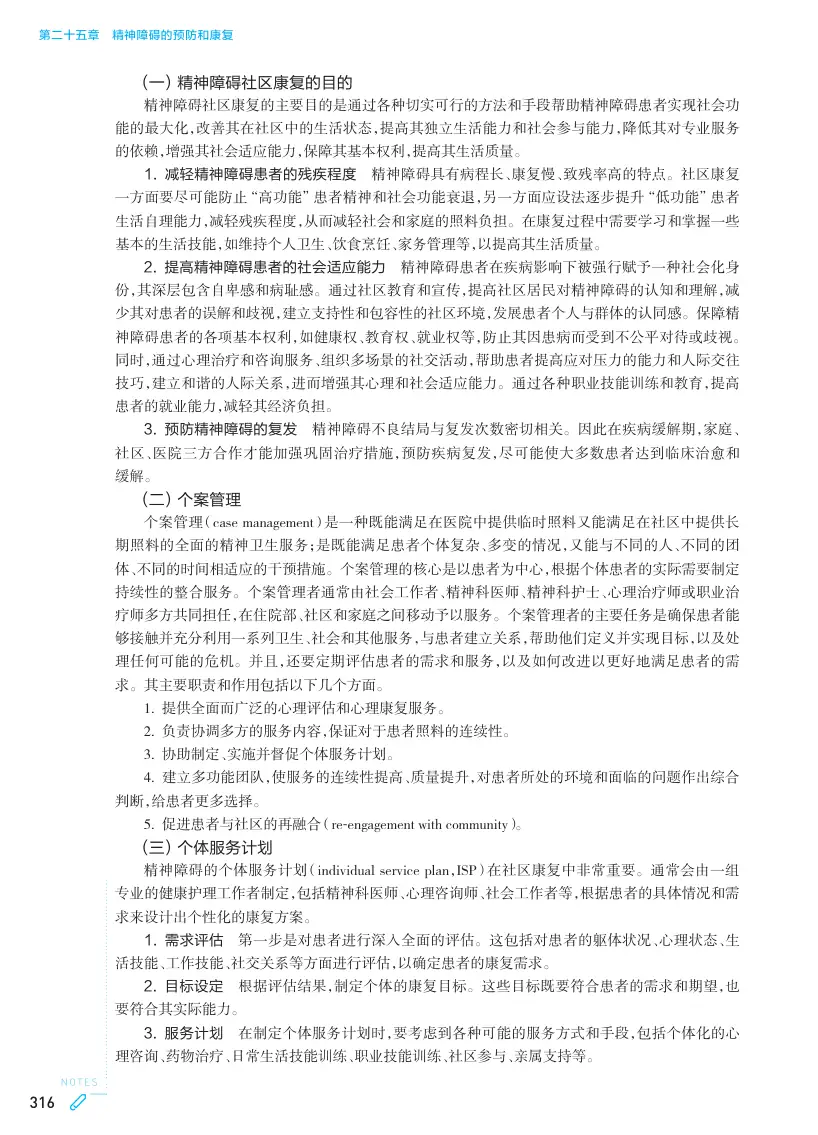 第二十五章 精神障碍的预防和康复
（一）精神障碍社区康复的目的
精神障碍社区康复的主要目的是通过各种切实可行的方法和手段帮助精神障碍患者实现社会功
能的最大化,改善其在社区中的生活状态,提高其独立生活能力和社会参与能力,降低其对专业服务
的依赖,增强其社会适应能力,保障其基本权利,提高其生活质量。
1. 减轻精神障碍患者的残疾程度 精神障碍具有病程长、康复慢、致残率高的特点。社区康复
一方面要尽可能防止“高功能”患者精神和社会功能衰退,另一方面应设法逐步提升“低功能”患者
生活自理能力,减轻残疾程度,从而减轻社会和家庭的照料负担。在康复过程中需要学习和掌握一些
基本的生活技能,如维持个人卫生、饮食烹饪、家务管理等,以提高其生活质量。
2. 提高精神障碍患者的社会适应能力 精神障碍患者在疾病影响下被强行赋予一种社会化身
份,其深层包含自卑感和病耻感。通过社区教育和宣传,提高社区居民对精神障碍的认知和理解,减
少其对患者的误解和歧视,建立支持性和包容性的社区环境,发展患者个人与群体的认同感。保障精
神障碍患者的各项基本权利,如健康权、教育权、就业权等,防止其因患病而受到不公平对待或歧视。
同时,通过心理治疗和咨询服务、组织多场景的社交活动,帮助患者提高应对压力的能力和人际交往
技巧,建立和谐的人际关系,进而增强其心理和社会适应能力。通过各种职业技能训练和教育,提高
患者的就业能力,减轻其经济负担。
3. 预防精神障碍的复发 精神障碍不良结局与复发次数密切相关。因此在疾病缓解期,家庭、
社区、医院三方合作才能加强巩固治疗措施,预防疾病复发,尽可能使大多数患者达到临床治愈和
缓解。
（二）个案管理
个案管理（case management）是一种既能满足在医院中提供临时照料又能满足在社区中提供长
期照料的全面的精神卫生服务;是既能满足患者个体复杂、多变的情况,又能与不同的人、不同的团
体、不同的时间相适应的干预措施。个案管理的核心是以患者为中心,根据个体患者的实际需要制定
持续性的整合服务。个案管理者通常由社会工作者、精神科医师、精神科护士、心理治疗师或职业治
疗师多方共同担任,在住院部、社区和家庭之间移动予以服务。个案管理者的主要任务是确保患者能
够接触并充分利用一系列卫生、社会和其他服务,与患者建立关系,帮助他们定义并实现目标,以及处
理任何可能的危机。并且,还要定期评估患者的需求和服务,以及如何改进以更好地满足患者的需
求。其主要职责和作用包括以下几个方面。
1. 提供全面而广泛的心理评估和心理康复服务。
2. 负责协调多方的服务内容,保证对于患者照料的连续性。
3. 协助制定、实施并督促个体服务计划。
4. 建立多功能团队,使服务的连续性提高、质量提升,对患者所处的环境和面临的问题作出综合
判断,给患者更多选择。
5. 促进患者与社区的再融合（re-engagement with community）。
（三）个体服务计划
精神障碍的个体服务计划（individual service plan,ISP）在社区康复中非常重要。通常会由一组
专业的健康护理工作者制定,包括精神科医师、心理咨询师、社会工作者等,根据患者的具体情况和需
求来设计出个性化的康复方案。
1. 需求评估 第一步是对患者进行深入全面的评估。这包括对患者的躯体状况、心理状态、生
活技能、工作技能、社交关系等方面进行评估,以确定患者的康复需求。
2. 目标设定 根据评估结果,制定个体的康复目标。这些目标既要符合患者的需求和期望,也
要符合其实际能力。
3. 服务计划 在制定个体服务计划时,要考虑到各种可能的服务方式和手段,包括个体化的心
理咨询、药物治疗、日常生活技能训练、职业技能训练、社区参与、亲属支持等。
NOTES
316